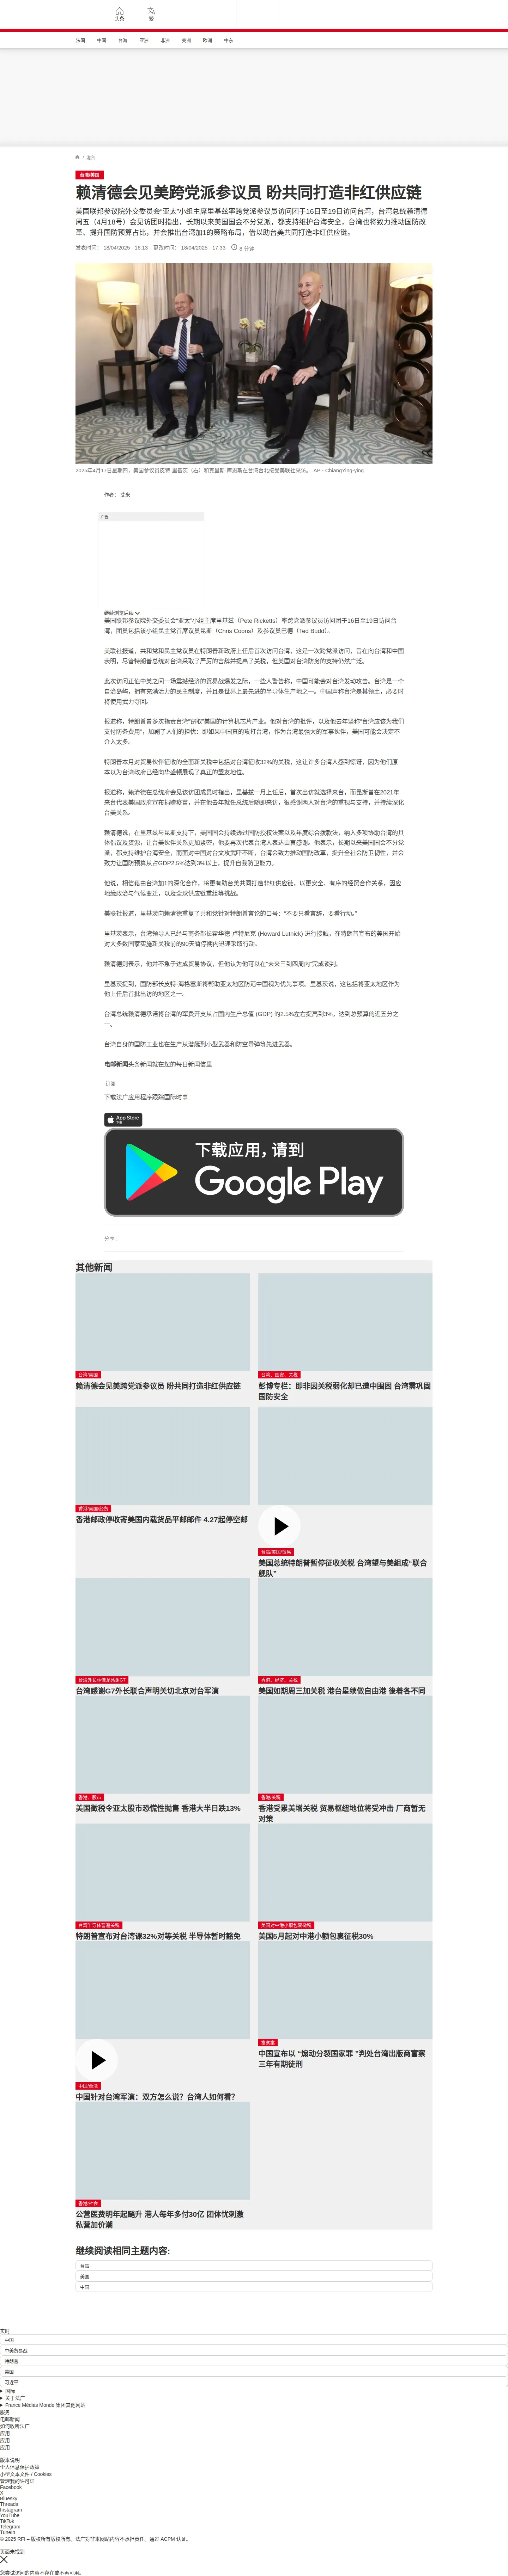 头条
繁
法国
中国
台海
亚洲
非洲
美洲
欧洲
中东
/ 港台
台湾/美国
赖清德会见美跨党派参议员 盼共同打造非红供应链
美国联邦参议院外交委员会“亚太”小组主席里基兹率跨党派参议员访问团于16日至19日访问台湾，台湾总统赖清德
周五（4月18号）会见访团时指出，长期以来美国国会不分党派，都支持维护台海安全，台湾也将致力推动国防改
革、提升国防预算占比，并会推出台湾加1的策略布局，借以助台美共同打造非红供应链。
发表时间： 18/04/2025 - 16:13 更改时间： 18/04/2025 - 17:33 8 分钟
2025年4月17日星期四，美国参议员皮特·里基茨（右）和克里斯·库恩斯在台湾台北接受美联社采访。 AP - ChiangYing-ying
作者： 艾米
广告
继续浏览后续
美国联邦参议院外交委员会“亚太”小组主席里基兹（Pete Ricketts）率跨党派参议员访问团于16日至19日访问台
湾，团员包括该小组民主党首席议员昆斯（Chris Coons）及参议员巴德（Ted Budd）。
美联社报道，共和党和民主党议员在特朗普新政府上任后首次访问台湾，这是一次跨党派访问，旨在向台湾和中国
表明，尽管特朗普总统对台湾采取了严厉的言辞并提高了关税，但美国对台湾防务的支持仍然广泛。
此次访问正值中美之间一场震撼经济的贸易战爆发之际，一些人警告称，中国可能会对台湾发动攻击。台湾是一个
自治岛屿，拥有充满活力的民主制度，并且是世界上最先进的半导体生产地之一。中国声称台湾是其领土，必要时
将使用武力夺回。
报道称，特朗普曾多次指责台湾“窃取”美国的计算机芯片产业。他对台湾的批评，以及他去年坚称“台湾应该为我们
支付防务费用”，加剧了人们的担忧：即如果中国真的攻打台湾，作为台湾最强大的军事伙伴，美国可能会决定不
介入太多。
特朗普本月对贸易伙伴征收的全面新关税中包括对台湾征收32%的关税，这让许多台湾人感到惊讶，因为他们原
本以为台湾政府已经向华盛顿展现了真正的盟友地位。
报道称，赖清德在总统府会见该访团成员时指出，里基兹一月上任后，首次出访就选择来台，而昆斯曾在2021年
来台代表美国政府宣布捐赠疫苗，并在他去年就任总统后随即来访，很感谢两人对台湾的重视与支持，并持续深化
台美关系。
赖清德说，在里基兹与昆斯支持下，美国国会持续透过国防授权法案以及年度综合拨款法，纳人多项协助台湾的具
体倡议及资源，让台美伙伴关系更加紧密，他要再次代表台湾人表达由衷感谢。他表示，长期以来美国国会不分党
派，都支持维护台海安全，而面对中国对台文攻武吓不断，台湾会致力推动国防改革，提升全社会防卫韧性，并会
致力让国防预算从占GDP2.5%达到3%以上，提升自我防卫能力。
他说，相信藉由台湾加1的深化合作，将更有助台美共同打造非红供应链，以更安全、有序的经贸合作关系，因应
地缘政治与气候变迁，以及全球供应链重组等挑战。
美联社报道，里基茨向赖清德重复了共和党针对特朗普言论的口号：“不要只看言辞，要看行动。”
里基茨表示，台湾领导人已经与商务部长霍华德·卢特尼克 (Howard Lutnick) 进行接触，在特朗普宣布的美国开始
对大多数国家实施新关税前的90天暂停期内迅速采取行动。
赖清德则表示，他并不急于达成贸易协议，但他认为他可以在“未来三到四周内”完成谈判。
里基茨提到，国防部长皮特·海格塞斯将帮助亚太地区防范中国视为优先事项。里基茨说，这包括将亚太地区作为
他上任后首批出访的地区之一。
台湾总统赖清德承诺将台湾的军费开支从占国内生产总值 (GDP) 的2.5%左右提高到3%，达到总预算的近五分之
一。
台湾自身的国防工业也在生产从潜艇到小型武器和防空导弹等先进武器。
电邮新闻头条新闻就在您的每日新闻信里
订阅
下载法广应用程序跟踪国际时事
App Store
下载应用，请到
Google Play
分享 :
其他新闻
台湾/美国
赖清德会见美跨党派参议员 盼共同打造非红供应链
台湾、国安、关税
彭博专栏：即非因关税弱化却已遭中围困 台湾需巩固
国防安全
香港/美国/经贸
香港邮政停收寄美国内载货品平邮邮件 4.27起停空邮
台湾/美国/贸易
美国总统特朗普暂停征收关税 台湾望与美組成“联合
舰队”
台湾外长林佳龙感谢G7
台湾感谢G7外长联合声明关切北京对台军演
香港、经济、关税
美国如期周三加关税 港台星续做自由港 後着各不同
香港、股市
美国徵税令亚太股市恐慌性抛售 香港大半日跌13%
香港/关税
香港受累美增关税 贸易枢纽地位将受冲击 厂商暂无
对策
台湾半导体暂避关税
特朗普宣布对台湾课32%对等关税 半导体暂时豁免
美国对中港小额包裹徵税
美国5月起对中港小额包裹征税30%
中国/台湾
中国针对台湾军演：双方怎么说？台湾人如何看？
富察案
中国宣布以 “煽动分裂国家罪 ”判处台湾出版商富察
三年有期徒刑
香港/社会
公营医费明年起飚升 港人每年多付30亿 团体忧刺激
私营加价潮
继续阅读相同主题内容:
台湾
美国
中国
实时
中国
中美贸易战
特朗普
美国
习近平
国际
关于法广
France Médias Monde 集团其他网站
服务
电邮新闻
如何收听法广
应用
应用
应用
版本说明
个人信息保护政策
小型文本文件 / Cookies
管理我的许可证
Facebook
X
Bluesky
Threads
Instagram
YouTube
TikTok
Telegram
TuneIn
© 2025 RFI – 版权所有版权所有。法广对非本网站内容不承担责任。通过 ACPM 认证。
页面未找到
您尝试访问的内容不存在或不再可用。